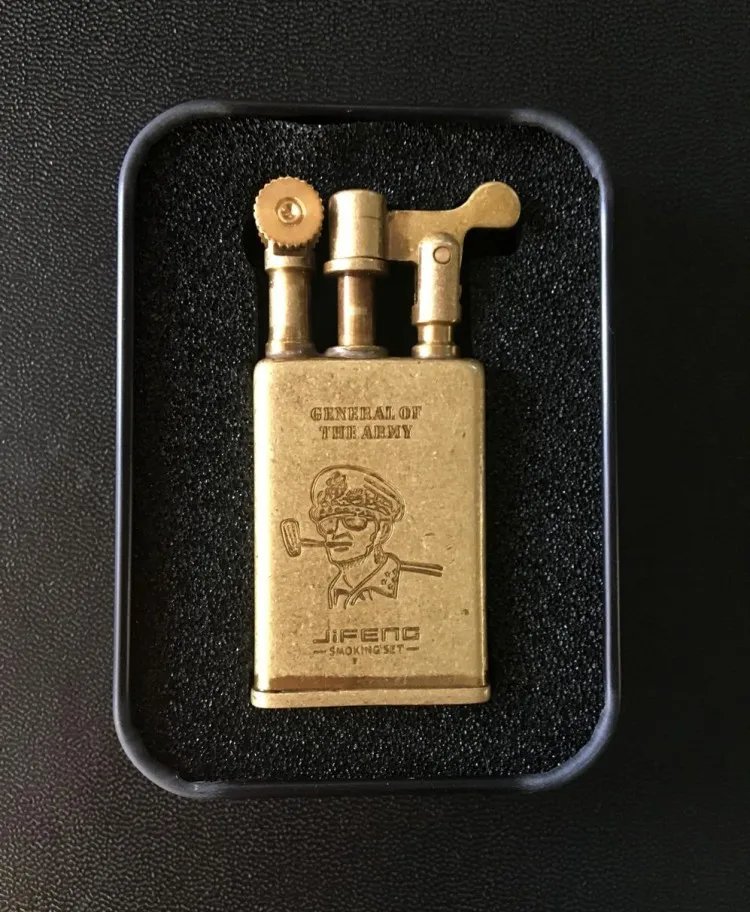 GENERAL OF
THE ARMY
JIFENG
SMOKING SET